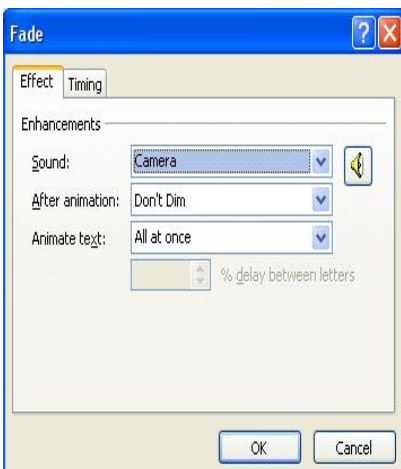 Fade
Effect Timing
Enhancements
Sound: Camera
After animation: Don't Dim
Animate text: All at once
% delay between letters
OK Cancel